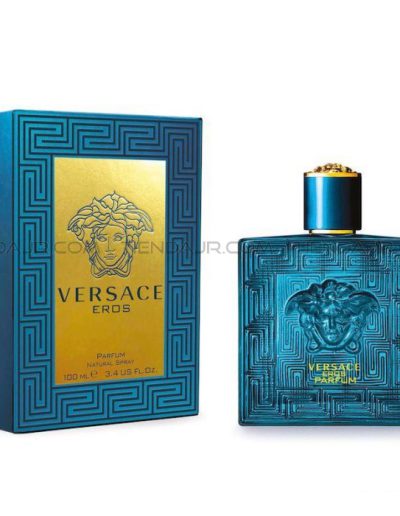 VERSACE
EROS
PARFUM
NATURAL SPRAY
100 ML ℮ 3.4 US FL.OZ.
VERSACE
EROS
PARFUM